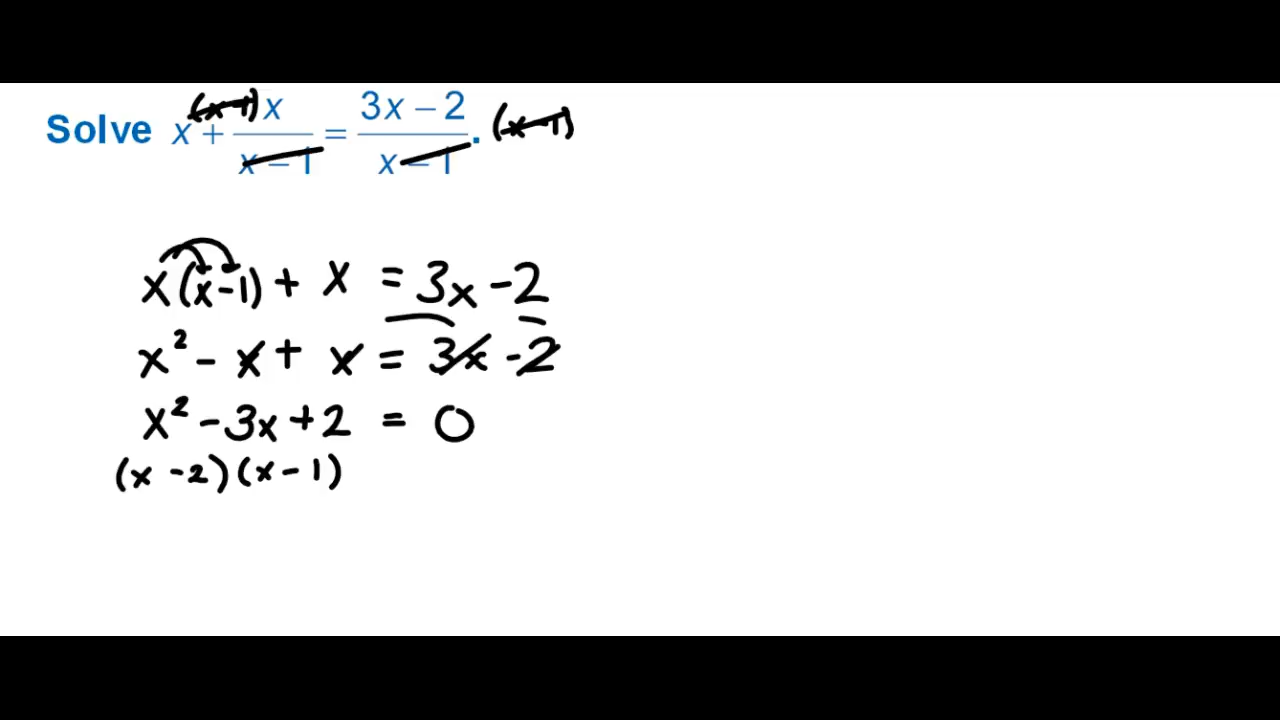 Solve x + (x-1) x/(x – 1) = (3x – 2)/(x – 1). (x-1)
x(x-1) + x = 3x -2
x² - x + x = 3x -2
x² - 3x + 2 = 0
(x -2)(x - 1)